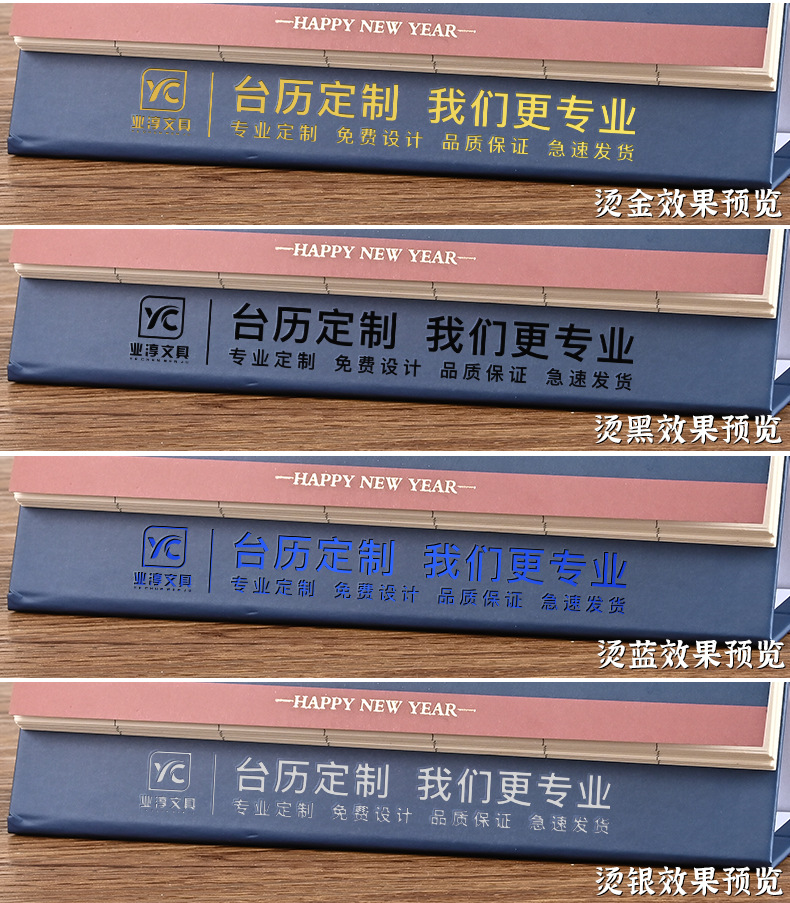 —HAPPY NEW YEAR—
YC
业淳文具
台历定制 我们更专业
专业定制 免费设计 品质保证 急速发货
烫金效果预览
—HAPPY NEW YEAR—
YC
业淳文具
台历定制 我们更专业
专业定制 免费设计 品质保证 急速发货
烫黑效果预览
—HAPPY NEW YEAR—
YC
业淳文具
台历定制 我们更专业
专业定制 免费设计 品质保证 急速发货
烫蓝效果预览
—HAPPY NEW YEAR—
YC
业淳文具
台历定制 我们更专业
专业定制 免费设计 品质保证 急速发货
烫银效果预览